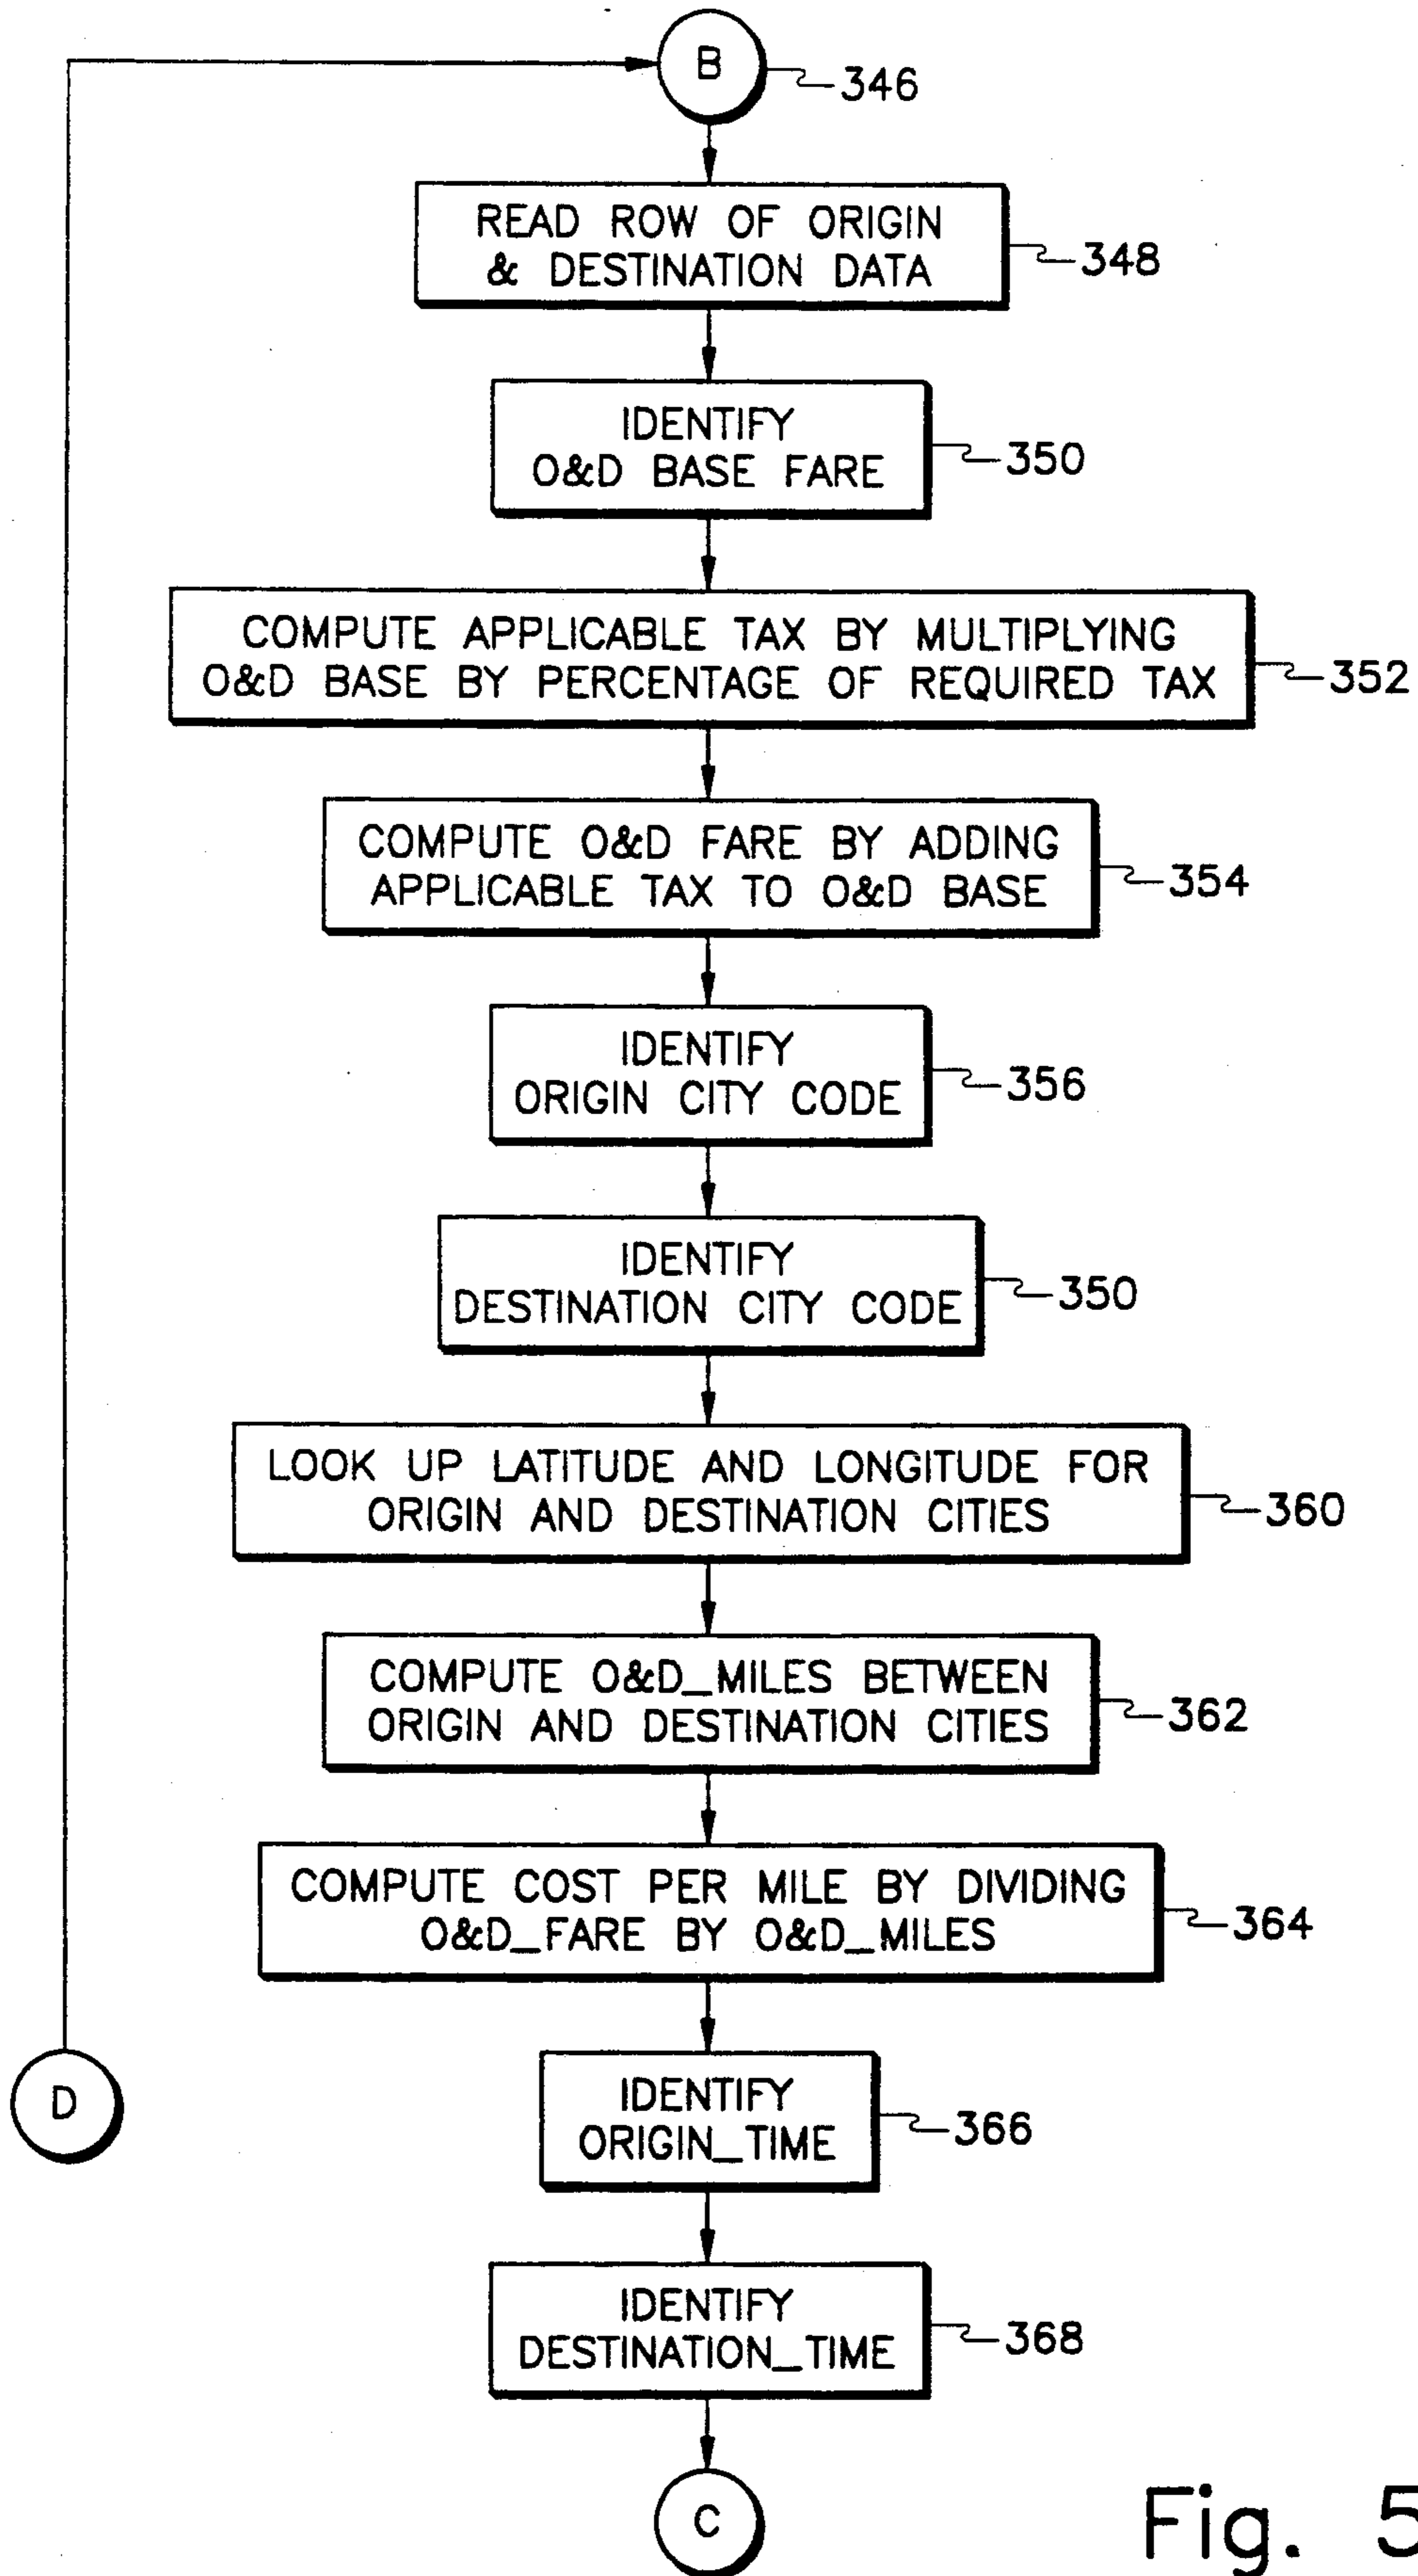 B
346
READ ROW OF ORIGIN
& DESTINATION DATA
348
IDENTIFY
O&D BASE FARE
350
COMPUTE APPLICABLE TAX BY MULTIPLYING
O&D BASE BY PERCENTAGE OF REQUIRED TAX
352
COMPUTE O&D FARE BY ADDING
APPLICABLE TAX TO O&D BASE
354
IDENTIFY
ORIGIN CITY CODE
356
IDENTIFY
DESTINATION CITY CODE
350
LOOK UP LATITUDE AND LONGITUDE FOR
ORIGIN AND DESTINATION CITIES
360
COMPUTE O&D_MILES BETWEEN
ORIGIN AND DESTINATION CITIES
362
COMPUTE COST PER MILE BY DIVIDING
O&D_FARE BY O&D_MILES
364
D
IDENTIFY
ORIGIN_TIME
366
IDENTIFY
DESTINATION_TIME
368
C
Fig. 5